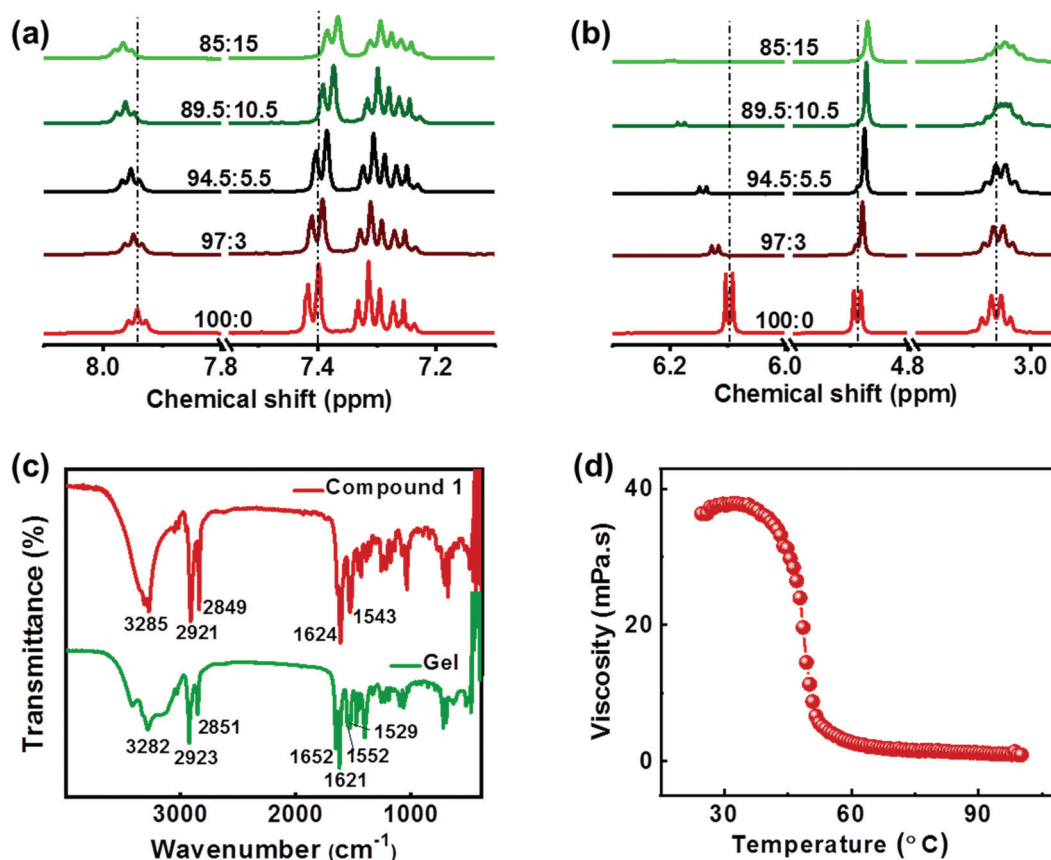 (a)
85:15
89.5:10.5
94.5:5.5
97:3
100:0
8.0 7.8 7.4 7.2
Chemical shift (ppm)
(b)
85:15
89.5:10.5
94.5:5.5
97:3
100:0
6.2 6.0 4.8 3.0
Chemical shift (ppm)
(c)
Transmittance (%)
Compound 1
3285
2921
2849
1624
1543
Gel
3282
2923
2851
1652
1621
1552
1529
3000 2000 1000
Wavenumber (cm⁻¹)
(d)
Viscosity (mPa.s)
40
20
0
30 60 90
Temperature (°C)